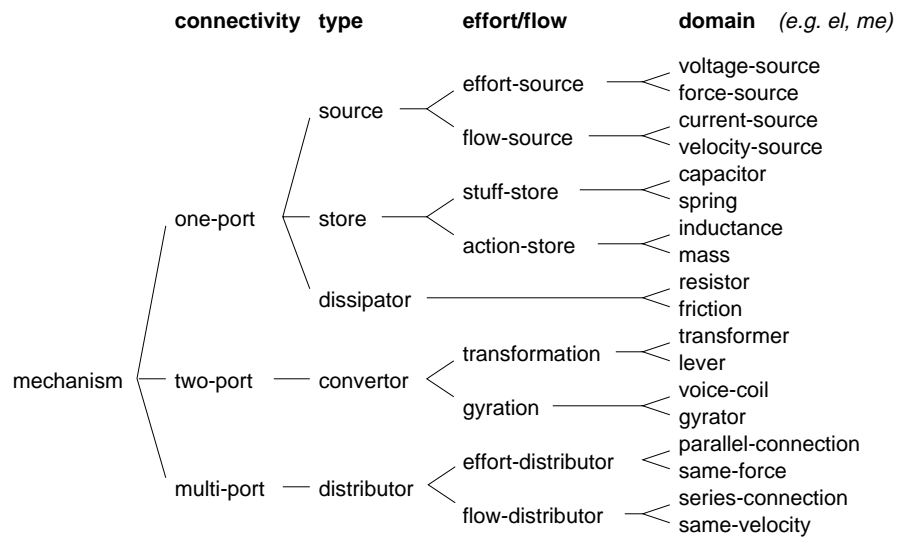 connectivity type effort/flow domain (e.g. el, me)
voltage-source
effort-source
force-source
source
current-source
flow-source
velocity-source
capacitor
stuff-store
spring
one-port store
inductance
action-store
mass
resistor
dissipator
friction
transformer
transformation
lever
mechanism two-port convertor
voice-coil
gyration
gyrator
parallel-connection
effort-distributor
same-force
multi-port distributor
series-connection
flow-distributor
same-velocity